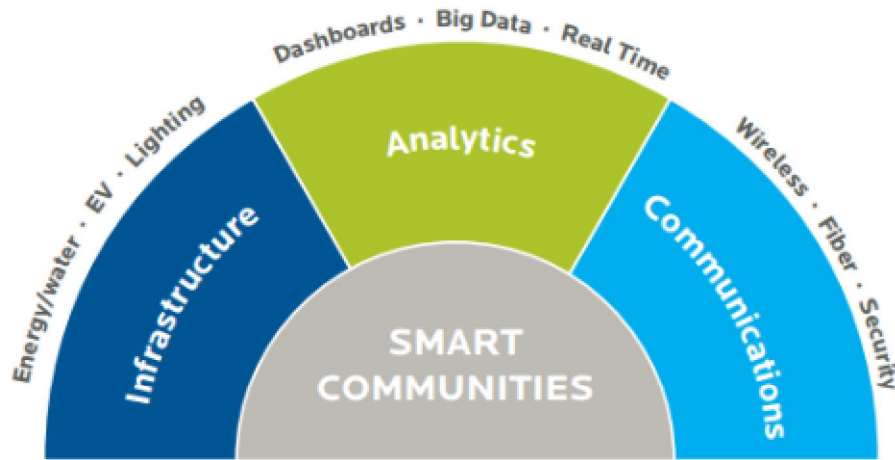 Dashboards · Big Data · Real Time
Energy/water · EV · Lighting
Wireless · Fiber · Security
Analytics
Infrastructure
Communications
SMART
COMMUNITIES